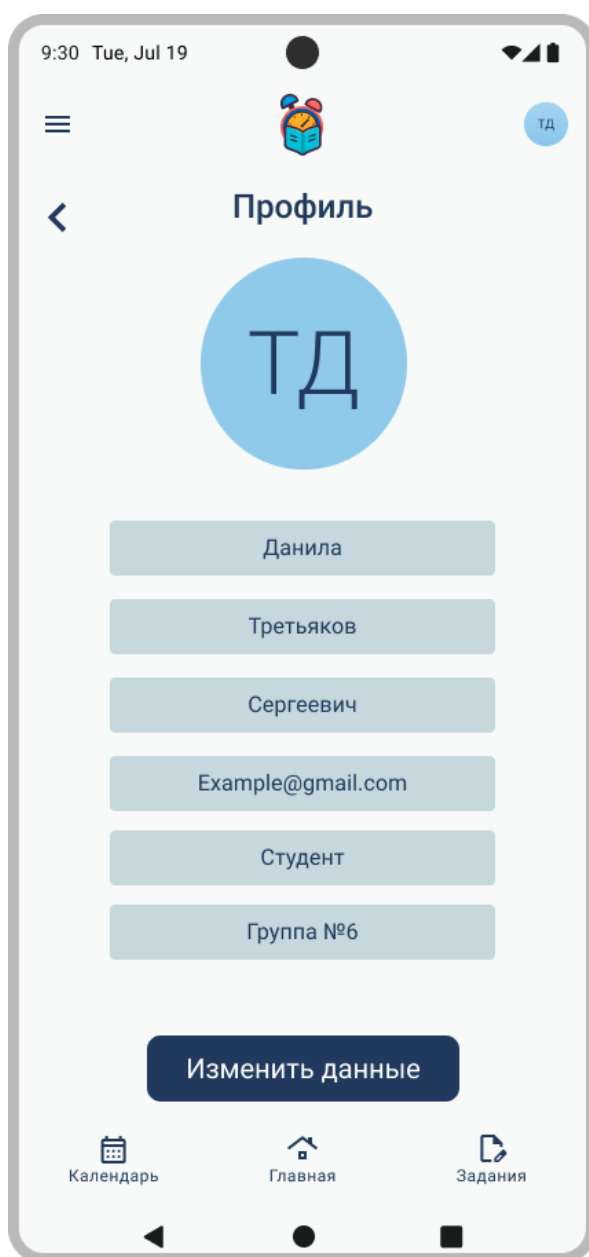 9:30 Tue, Jul 19
ТД
Профиль
ТД
Данила
Третьяков
Сергеевич
Example@gmail.com
Студент
Группа №6
Изменить данные
Календарь Главная Задания